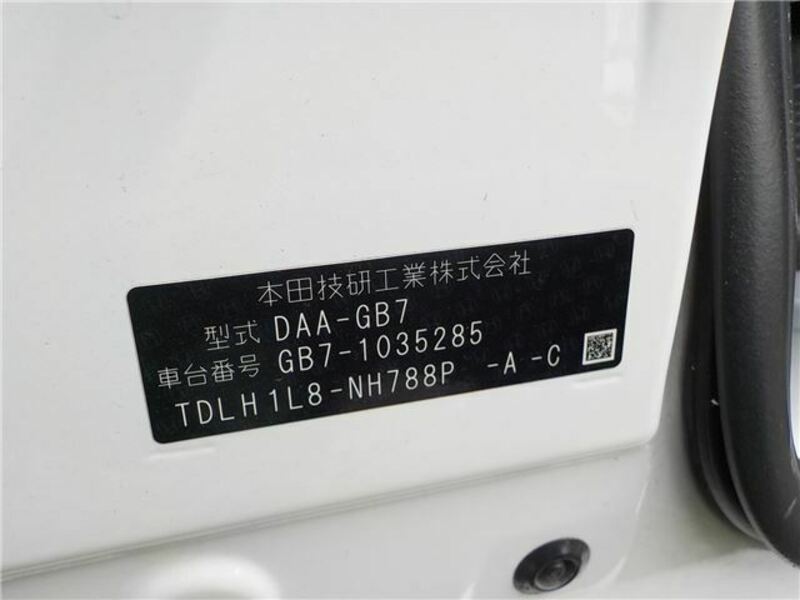 本田技研工業株式会社
型式 DAA-GB7
車台番号 GB7-1035285
TDLH1L8-NH788P -A-C